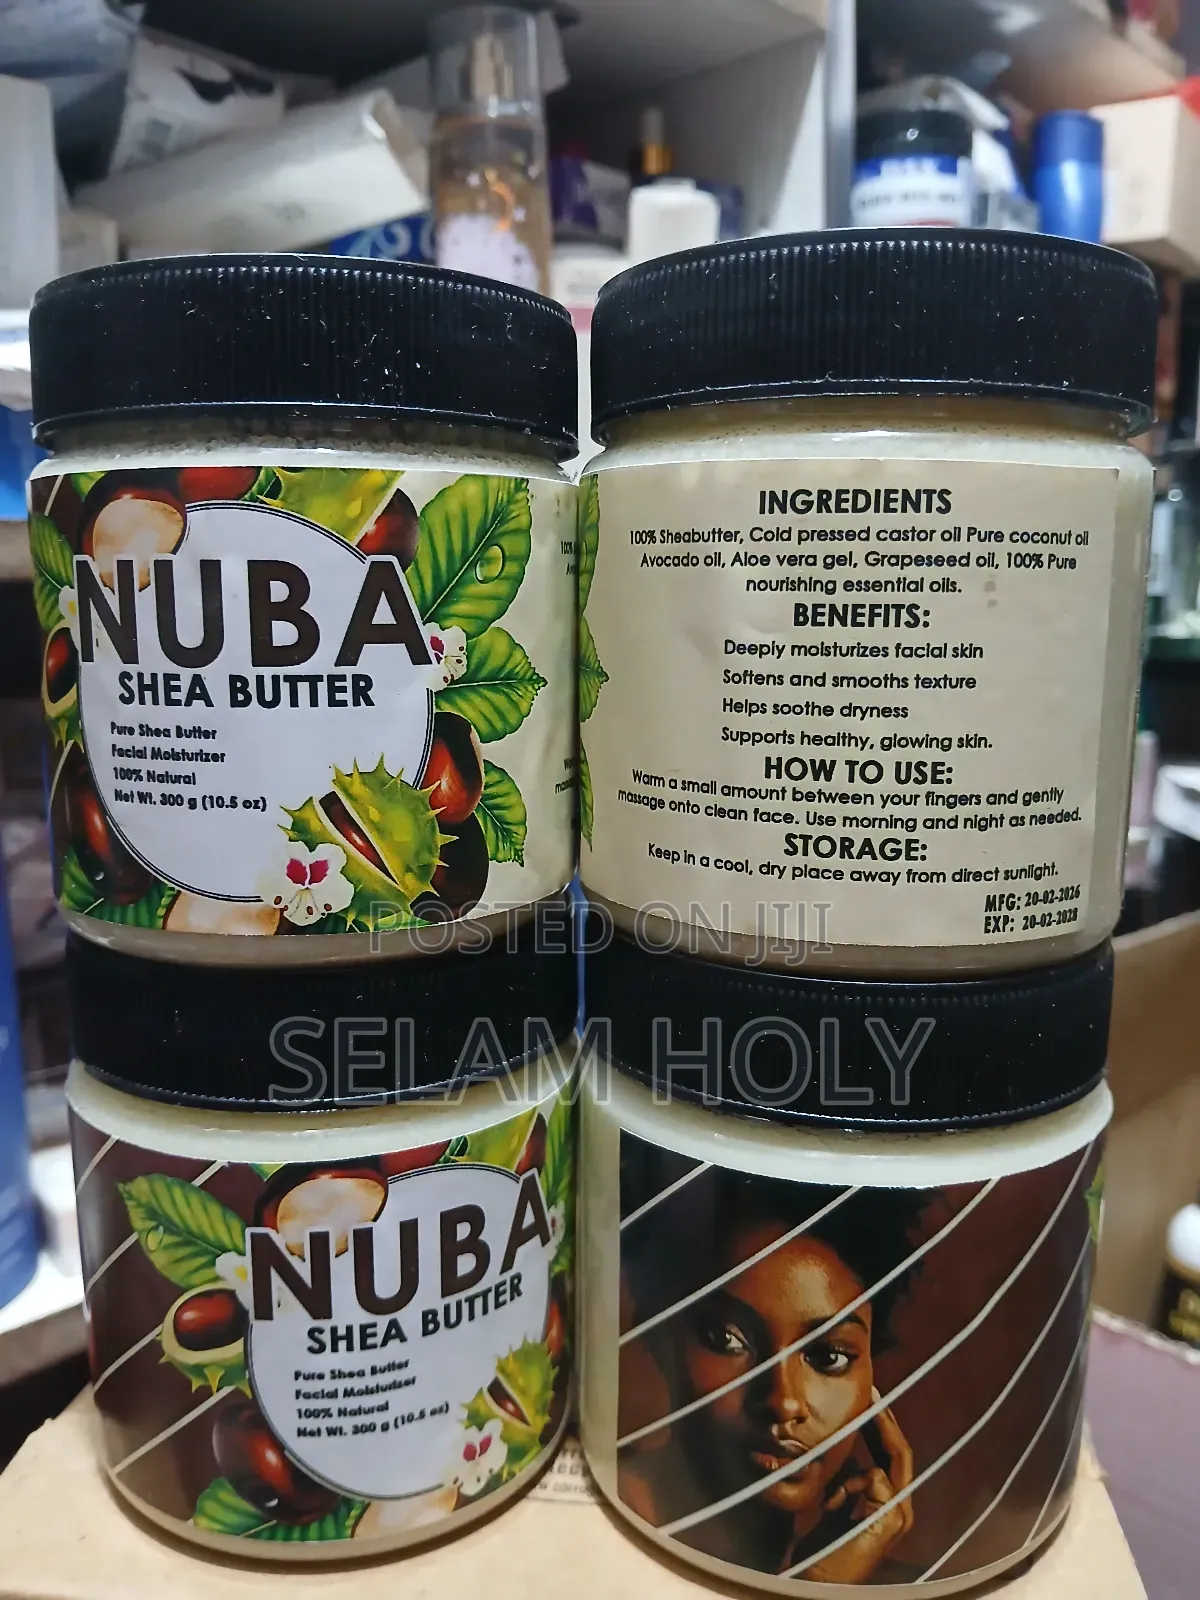 NUBA
SHEA BUTTER
Pure Shea Butter
Facial Moisturizer
100% Natural
Net Wt. 300 g (10.5 oz)
INGREDIENTS
100% Sheabutter, Cold pressed castor oil Pure coconut oil
Avocado oil, Aloe vera gel, Grapeseed oil, 100% Pure
nourishing essential oils.
BENEFITS:
Deeply moisturizes facial skin
Softens and smooths texture
Helps soothe dryness
Supports healthy, glowing skin.
HOW TO USE:
Warm a small amount between your fingers and gently
massage onto clean face. Use morning and night as needed.
STORAGE:
Keep in a cool, dry place away from direct sunlight.
MFG: 20-02-2026
EXP: 20-02-2028
POSTED ON JIJI
SELAM HOLY
NUBA
SHEA BUTTER
Pure Shea Butter
Facial Moisturizer
100% Natural
Net Wt. 300 g (10.5 oz)